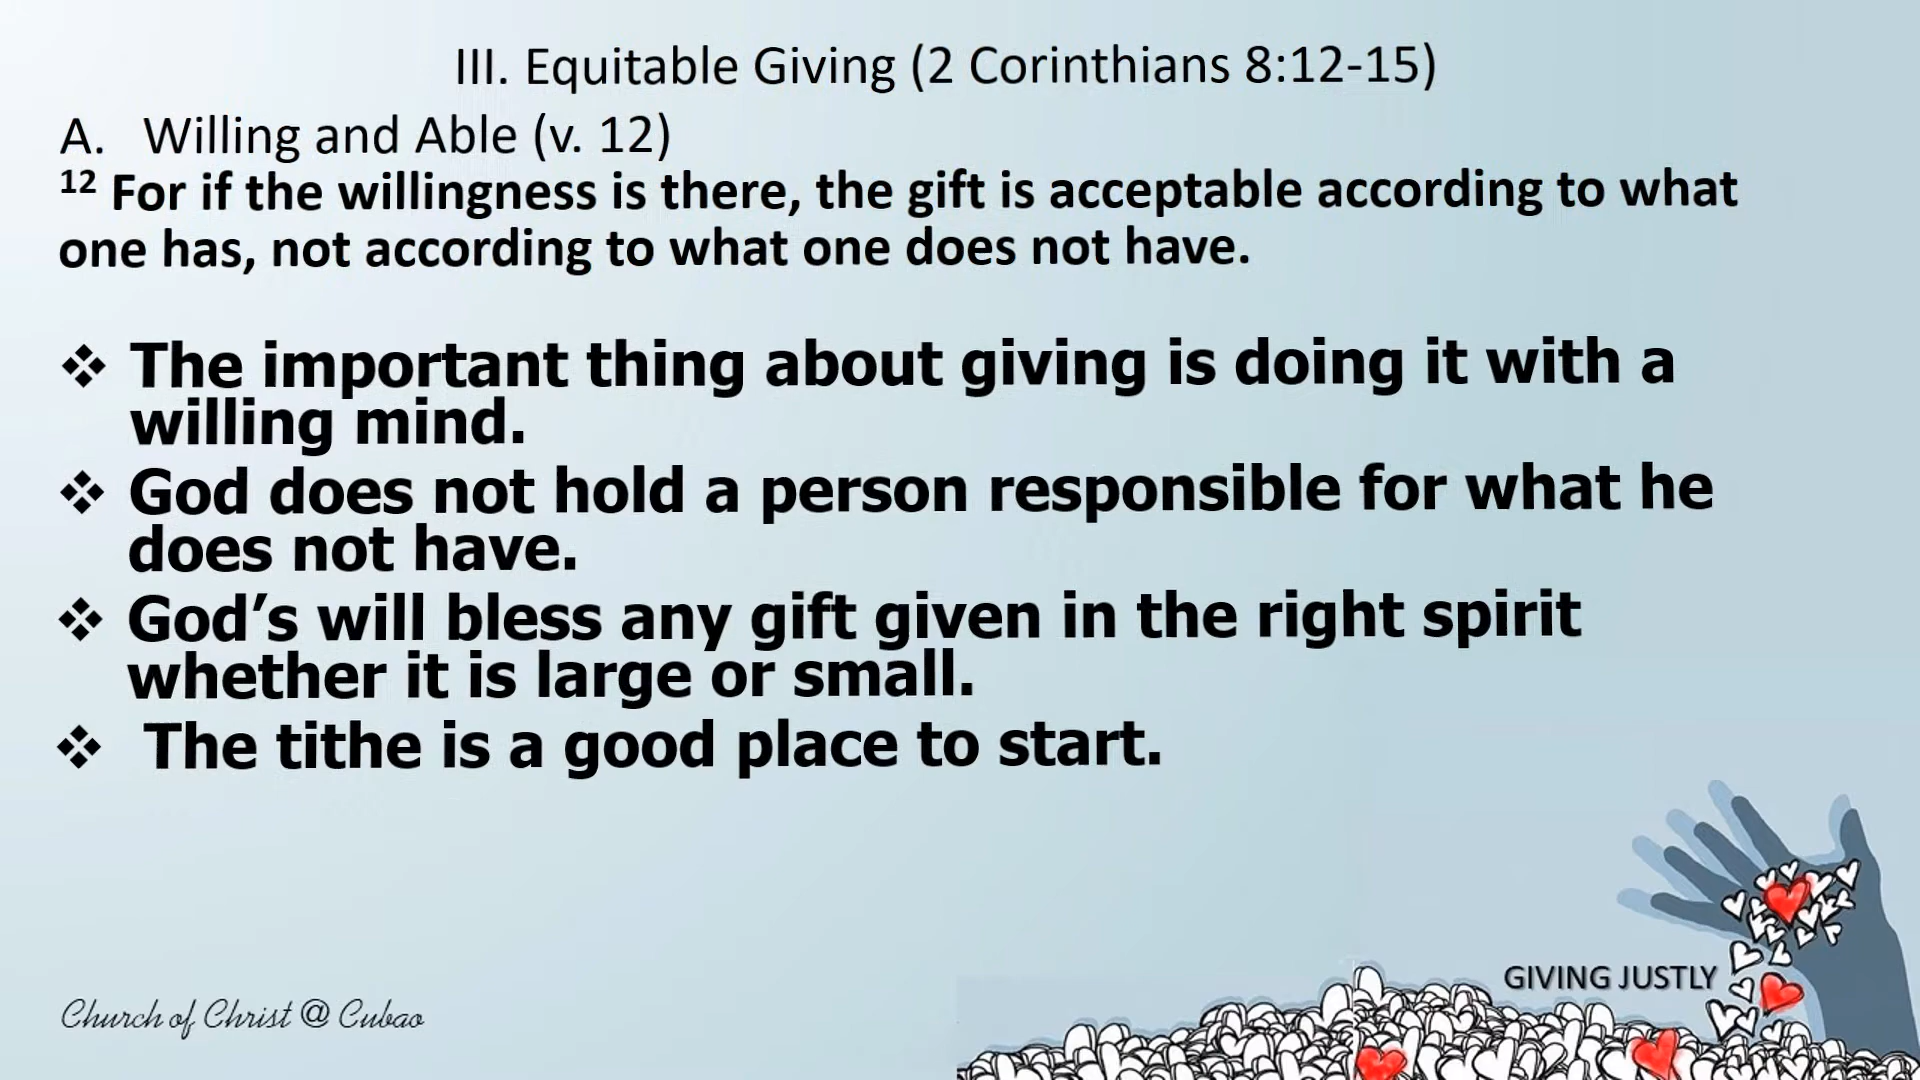 III. Equitable Giving (2 Corinthians 8:12-15)
A. Willing and Able (v. 12)
12 For if the willingness is there, the gift is acceptable according to what
one has, not according to what one does not have.
❖ The important thing about giving is doing it with a
willing mind.
❖ God does not hold a person responsible for what he
does not have.
❖ God’s will bless any gift given in the right spirit
whether it is large or small.
❖ The tithe is a good place to start.
GIVING JUSTLY
Church of Christ @ Cubao